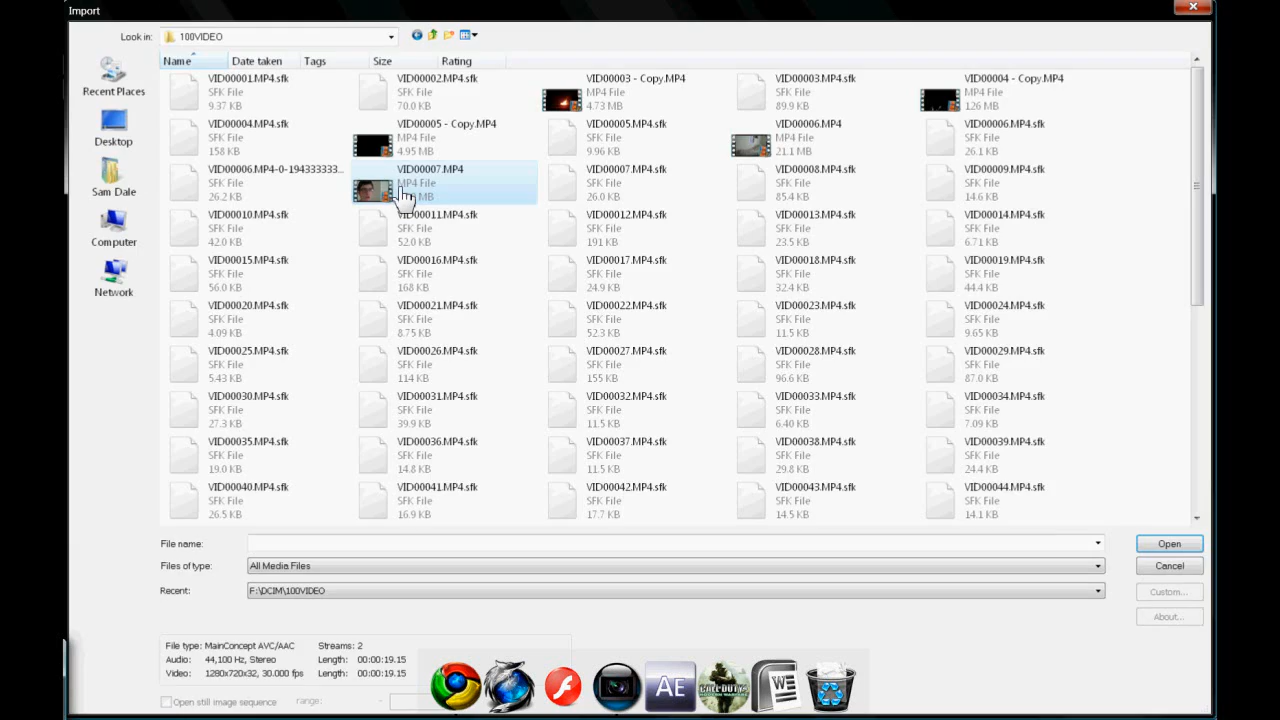 Import
Look in: 100VIDEO
Name Date taken Tags Size Rating
Recent Places
Desktop
Sam Dale
Computer
Network
VID00001.MP4.sfk VID00002.MP4.sfk VID00003 - Copy.MP4 VID00003.MP4.sfk VID00004 - Copy.MP4
SFK File SFK File MP4 File SFK File MP4 File
9.37 KB 70.0 KB 4.73 MB 89.9 KB 126 MB
VID00004.MP4.sfk VID00005 - Copy.MP4 VID00005.MP4.sfk VID00006.MP4 VID00006.MP4.sfk
SFK File MP4 File SFK File MP4 File SFK File
158 KB 4.95 MB 9.96 KB 21.1 MB 26.1 KB
VID00006.MP4-0-194333333... VID00007.MP4 VID00007.MP4.sfk VID00008.MP4.sfk VID00009.MP4.sfk
SFK File MP4 File SFK File SFK File SFK File
26.2 KB MB 26.0 KB 85.4 KB 14.6 KB
VID00010.MP4.sfk VID00011.MP4.sfk VID00012.MP4.sfk VID00013.MP4.sfk VID00014.MP4.sfk
SFK File SFK File SFK File SFK File SFK File
42.0 KB 52.0 KB 191 KB 23.5 KB 6.71 KB
VID00015.MP4.sfk VID00016.MP4.sfk VID00017.MP4.sfk VID00018.MP4.sfk VID00019.MP4.sfk
SFK File SFK File SFK File SFK File SFK File
56.0 KB 168 KB 24.9 KB 32.4 KB 44.4 KB
VID00020.MP4.sfk VID00021.MP4.sfk VID00022.MP4.sfk VID00023.MP4.sfk VID00024.MP4.sfk
SFK File SFK File SFK File SFK File SFK File
4.09 KB 8.75 KB 52.3 KB 11.5 KB 9.65 KB
VID00025.MP4.sfk VID00026.MP4.sfk VID00027.MP4.sfk VID00028.MP4.sfk VID00029.MP4.sfk
SFK File SFK File SFK File SFK File SFK File
5.43 KB 114 KB 155 KB 96.6 KB 87.0 KB
VID00030.MP4.sfk VID00031.MP4.sfk VID00032.MP4.sfk VID00033.MP4.sfk VID00034.MP4.sfk
SFK File SFK File SFK File SFK File SFK File
27.3 KB 39.9 KB 11.5 KB 6.40 KB 7.09 KB
VID00035.MP4.sfk VID00036.MP4.sfk VID00037.MP4.sfk VID00038.MP4.sfk VID00039.MP4.sfk
SFK File SFK File SFK File SFK File SFK File
19.0 KB 14.8 KB 11.5 KB 29.8 KB 24.4 KB
VID00040.MP4.sfk VID00041.MP4.sfk VID00042.MP4.sfk VID00043.MP4.sfk VID00044.MP4.sfk
SFK File SFK File SFK File SFK File SFK File
26.5 KB 16.9 KB 17.7 KB 14.5 KB 14.1 KB
File name: Open
Files of type: All Media Files Cancel
Recent: F:\DCIM\100VIDEO Custom...
About...
File type: MainConcept AVC/AAC Streams: 2
Audio: 44,100 Hz, Stereo Length: 00:00:19.15
Video: 1280x720x32, 30.000 fps Length: 00:00:19.15
Open still image sequence range: -
AE
CALL OF DUTY
W E